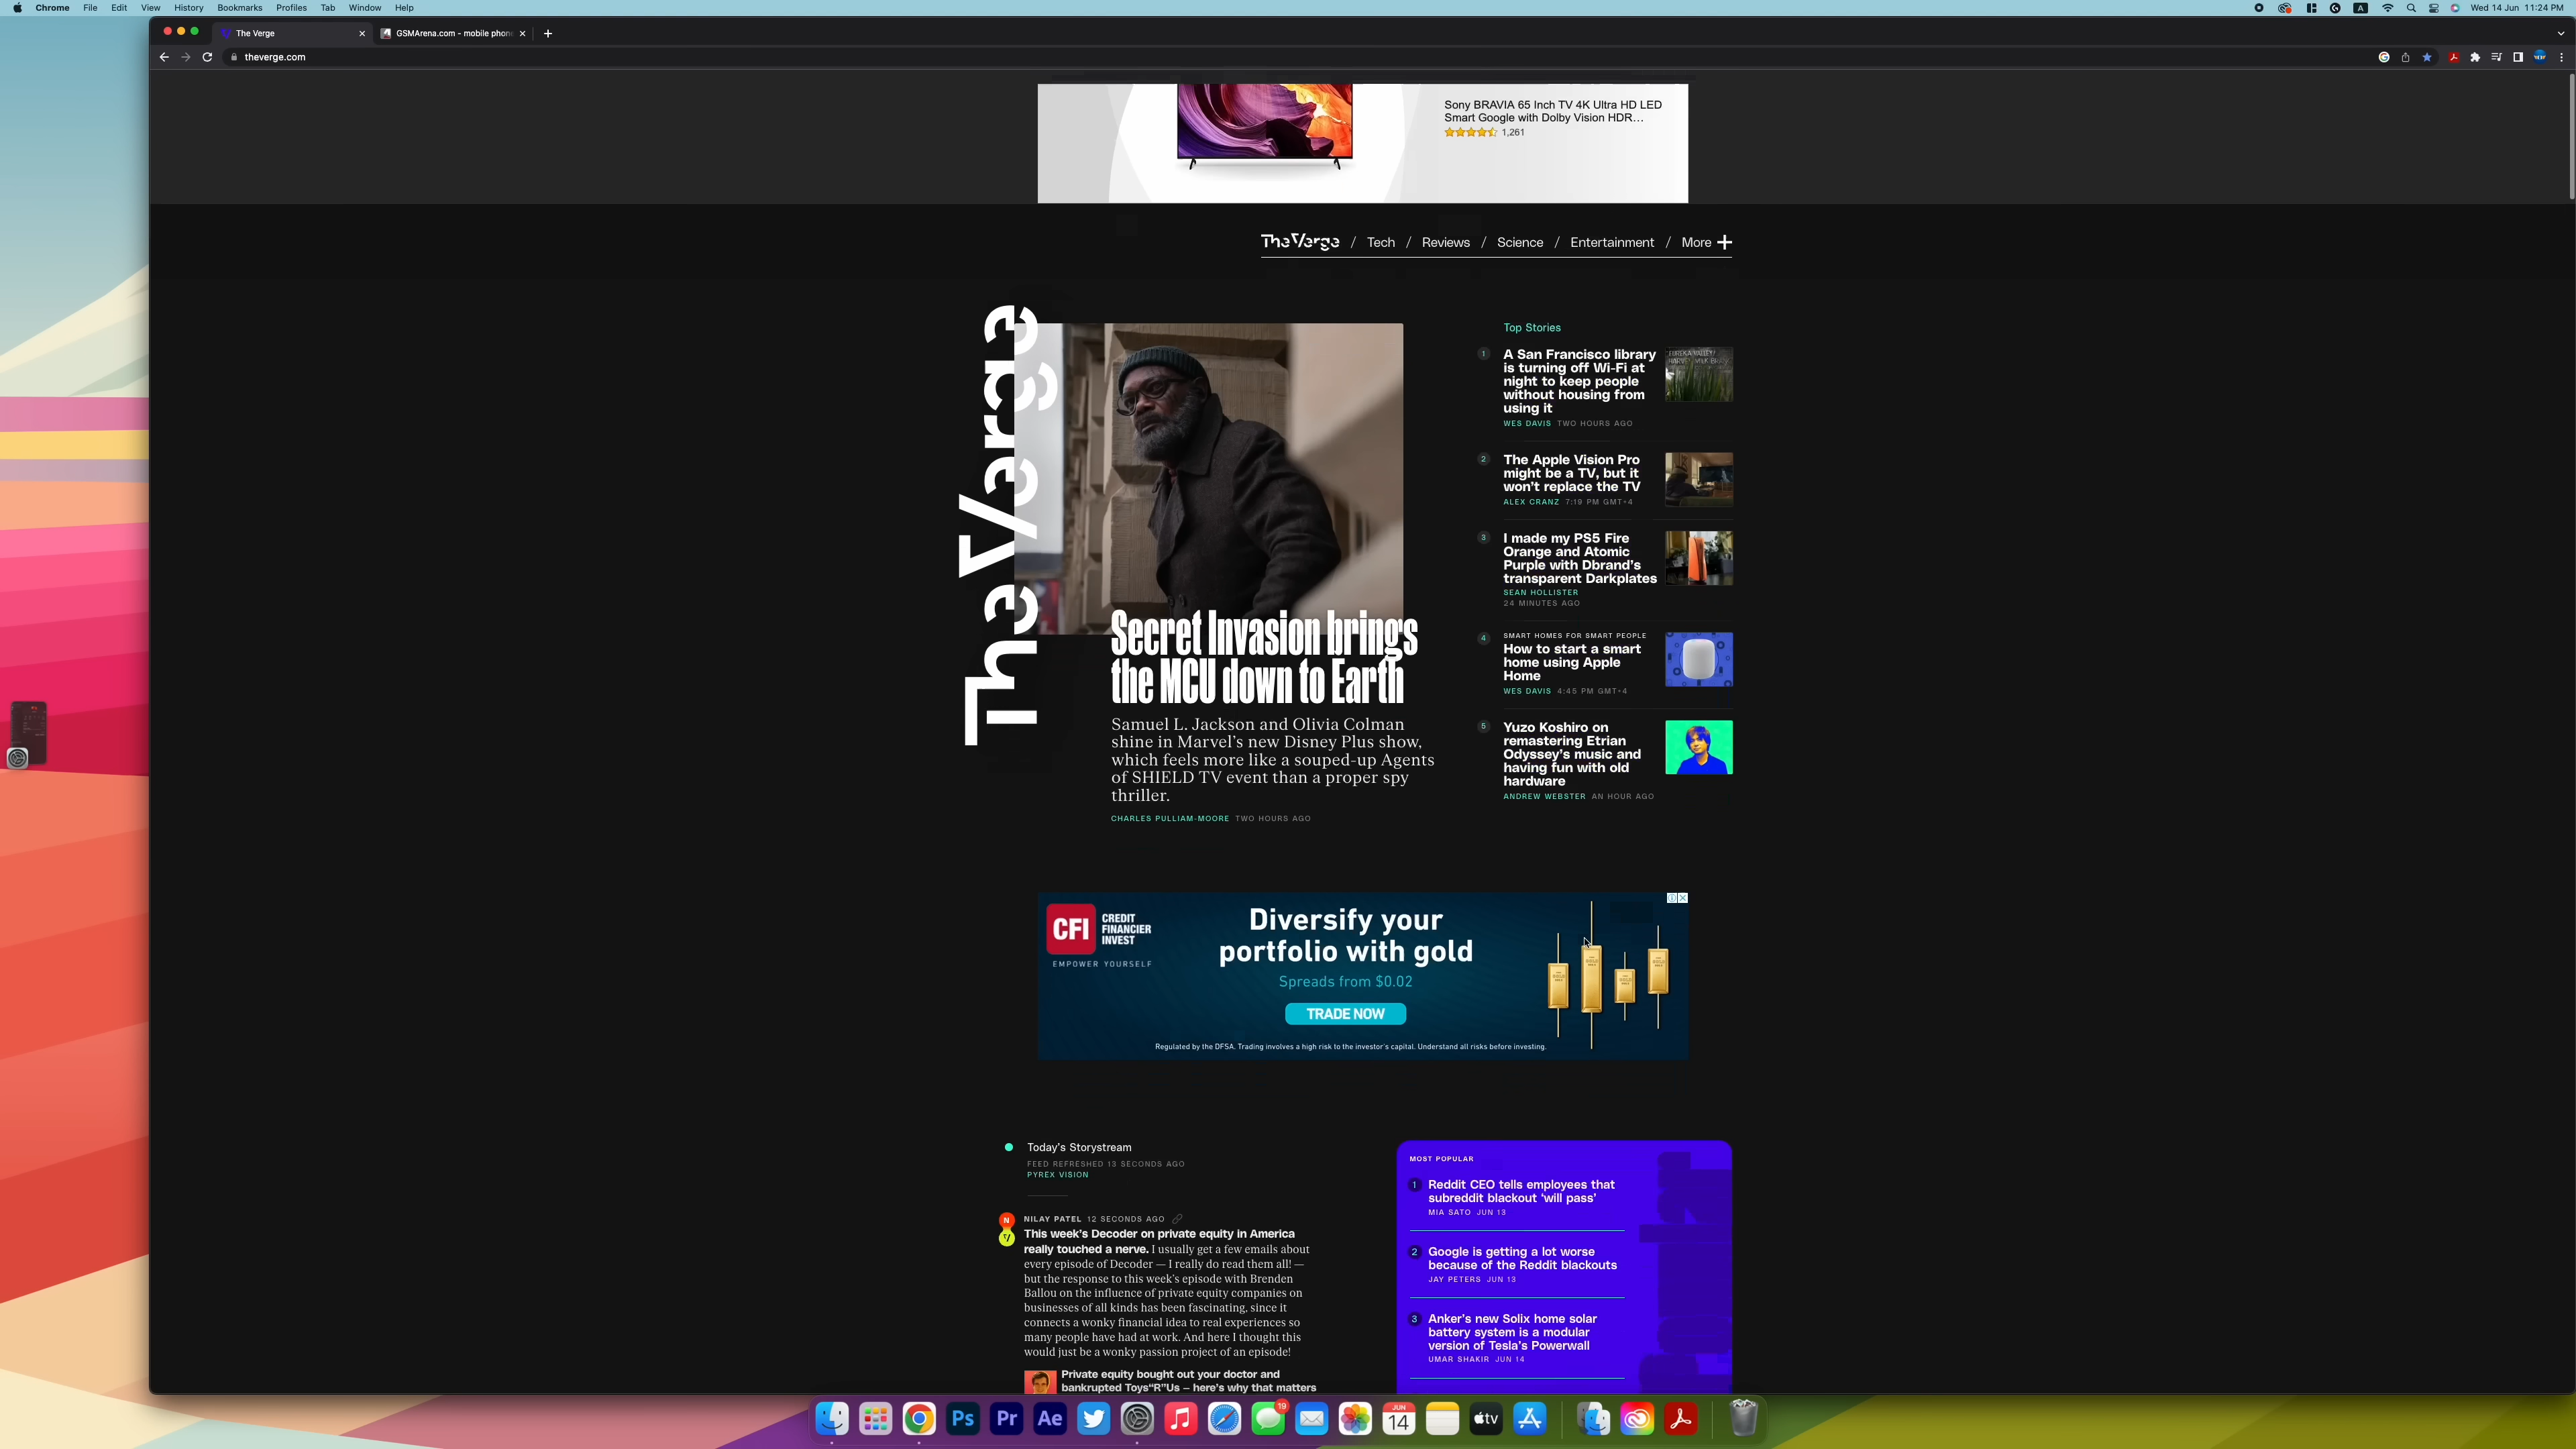 Chrome File Edit View History Bookmarks Profiles Tab Window Help
A Wed 14 Jun 11:24 PM
The Verge
GSMArena.com - mobile phon
theverge.com
Sony BRAVIA 65 Inch TV 4K Ultra HD LED
Smart Google with Dolby Vision HDR...
1,261
The Verge / Tech / Reviews / Science / Entertainment / More
The Verge
Secret Invasion brings
the MCU down to Earth
Samuel L. Jackson and Olivia Colman
shine in Marvel's new Disney Plus show,
which feels more like a souped-up Agents
of SHIELD TV event than a proper spy
thriller.
CHARLES PULLIAM-MOORE TWO HOURS AGO
Top Stories
1
A San Francisco library
is turning off Wi-Fi at
night to keep people
without housing from
using it
WES DAVIS TWO HOURS AGO
2
The Apple Vision Pro
might be a TV, but it
won't replace the TV
ALEX CRANZ 7:19 PM GMT+4
3
I made my PS5 Fire
Orange and Atomic
Purple with Dbrand's
transparent Darkplates
SEAN HOLLISTER
24 MINUTES AGO
4
SMART HOMES FOR SMART PEOPLE
How to start a smart
home using Apple
Home
WES DAVIS 4:45 PM GMT+4
5
Yuzo Koshiro on
remastering Etrian
Odyssey's music and
having fun with old
hardware
ANDREW WEBSTER AN HOUR AGO
CFI
CREDIT
FINANCIER
INVEST
EMPOWER YOURSELF
Diversify your
portfolio with gold
Spreads from $0.02
TRADE NOW
Regulated by the DFSA. Trading involves a high risk to the investor's capital. Understand all risks before investing.
Today's Storystream
FEED REFRESHED 13 SECONDS AGO
PYREX VISION
N
NILAY PATEL 12 SECONDS AGO
This week's Decoder on private equity in America
really touched a nerve. I usually get a few emails about
every episode of Decoder — I really do read them all! —
but the response to this week's episode with Brenden
Ballou on the influence of private equity companies on
businesses of all kinds has been fascinating, since it
connects a wonky financial idea to real experiences so
many people have had at work. And here I thought this
would just be a wonky passion project of an episode!
Private equity bought out your doctor and
bankrupted Toys"R"Us — here's why that matters
MOST POPULAR
1
Reddit CEO tells employees that
subreddit blackout 'will pass'
MIA SATO JUN 13
2
Google is getting a lot worse
because of the Reddit blackouts
JAY PETERS JUN 13
3
Anker's new Solix home solar
battery system is a modular
version of Tesla's Powerwall
UMAR SHAKIR JUN 14
Ps Pr Ae 19 JUN 14 tv